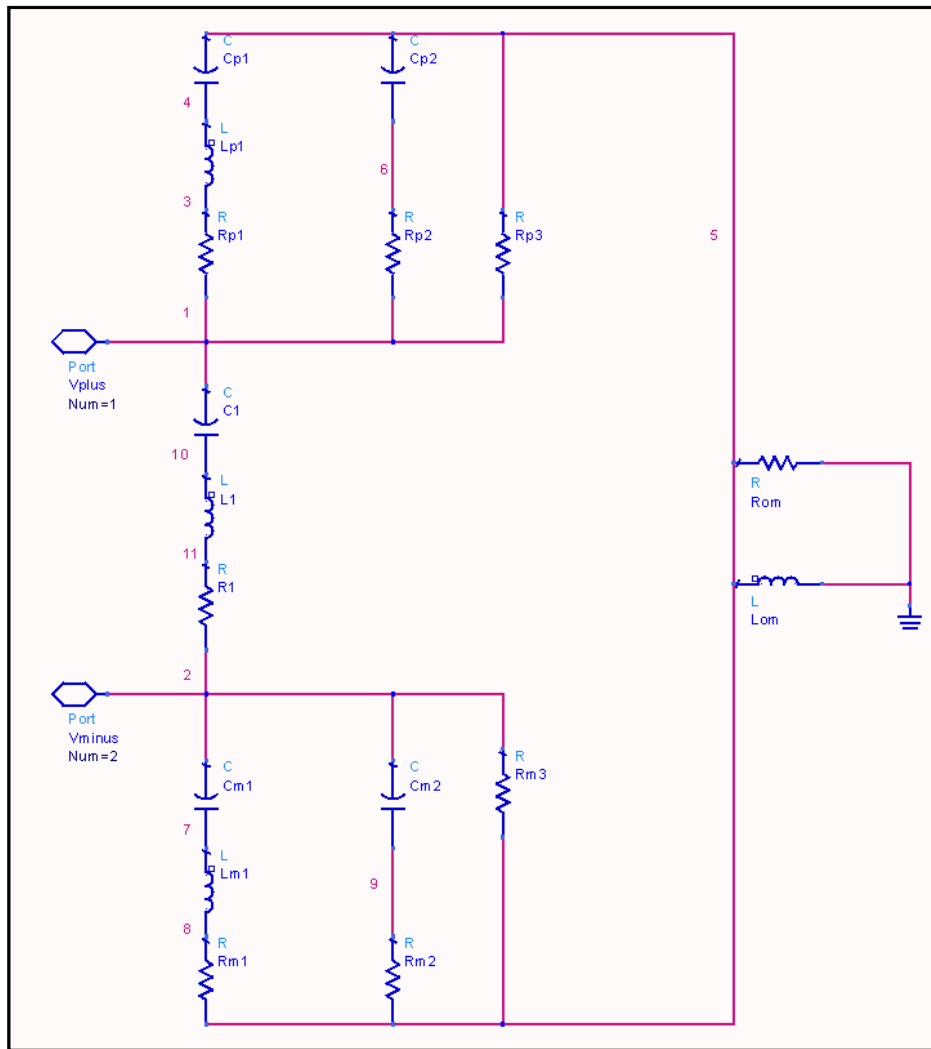 C
Cp1
C
Cp2
4
L
Lp1
6
3
R
Rp1
R
Rp2
R
Rp3
5
1
Port
Vplus
Num=1
C
C1
10
L
L1
11
R
R1
R
Rom
L
Lom
2
Port
Vminus
Num=2
C
Cm1
C
Cm2
R
Rm3
7
L
Lm1
9
8
R
Rm1
R
Rm2